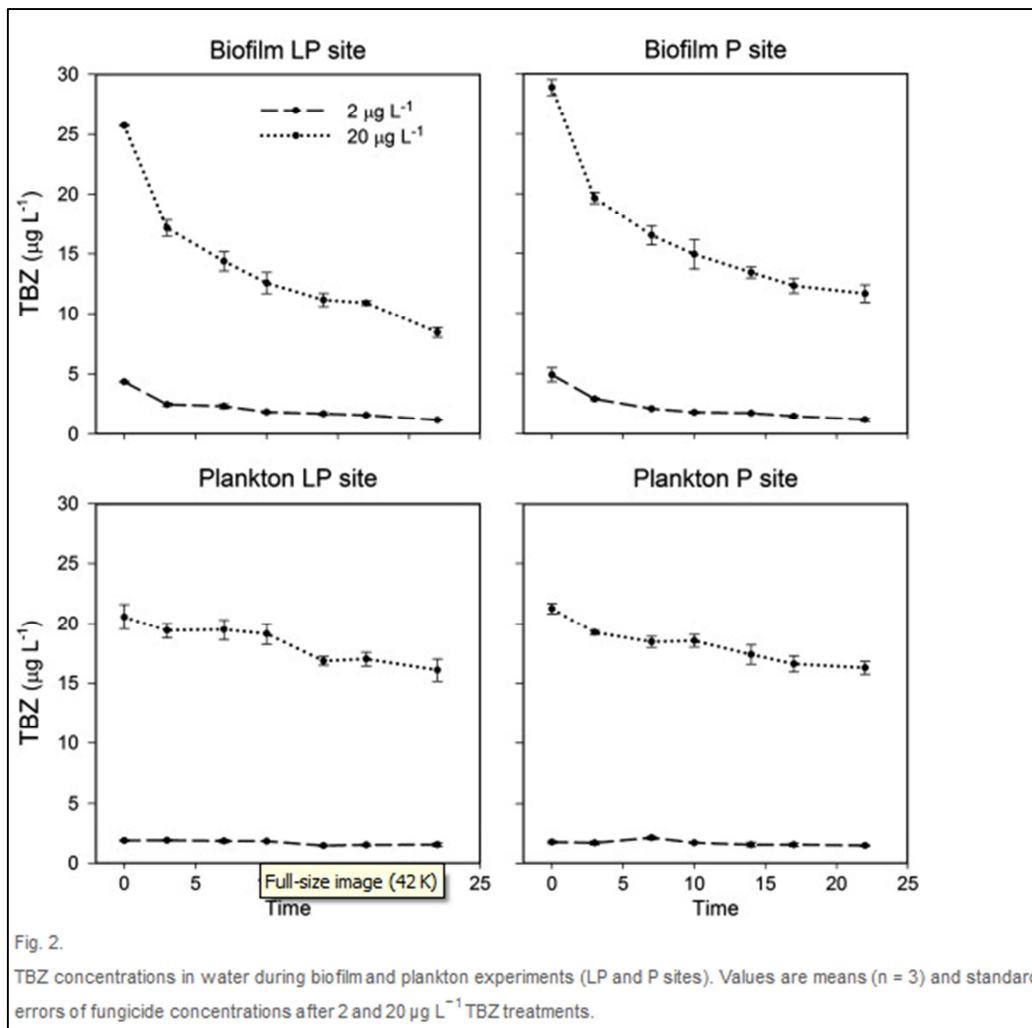 Biofilm LP site
Biofilm P site
30
25
20
15
10
5
0
TBZ (µg L⁻¹)
2 µg L⁻¹
20 µg L⁻¹
Plankton LP site
Plankton P site
30
25
20
15
10
5
0
TBZ (µg L⁻¹)
0 5 25
Full-size image (42 K)
Time
0 5 10 15 20 25
Time
Fig. 2.
TBZ concentrations in water during biofilm and plankton experiments (LP and P sites). Values are means (n = 3) and standard
errors of fungicide concentrations after 2 and 20 µg L⁻¹ TBZ treatments.